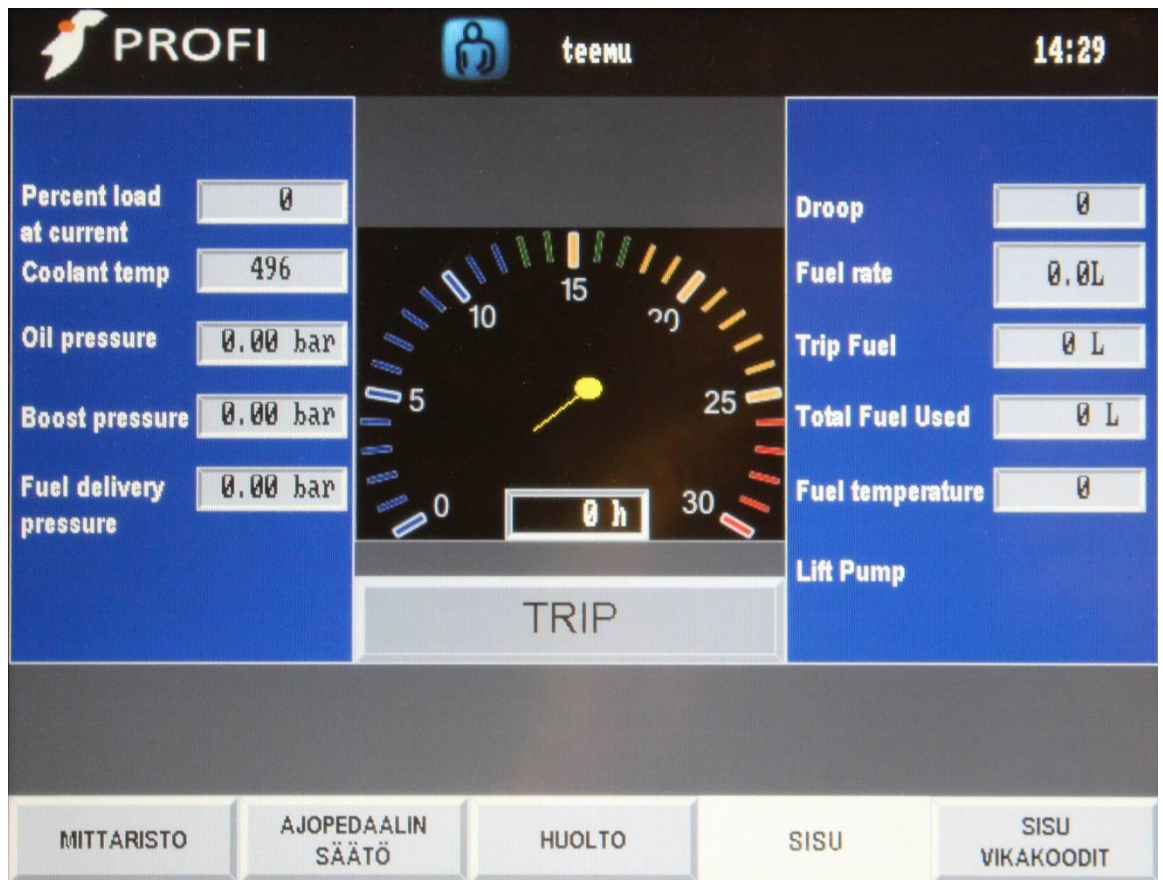 PROFI
teemu
14:29
Percent load
at current
0
Coolant temp
496
Oil pressure
0.00 bar
Boost pressure
0.00 bar
Fuel delivery
pressure
0.00 bar
0
5
10
15
20
25
30
0 h
TRIP
Droop
0
Fuel rate
0.0L
Trip Fuel
0 L
Total Fuel Used
0 L
Fuel temperature
0
Lift Pump
MITTARISTO
AJOPEDAALIN
SÄÄTÖ
HUOLTO
SISU
SISU
VIKAKOODIT